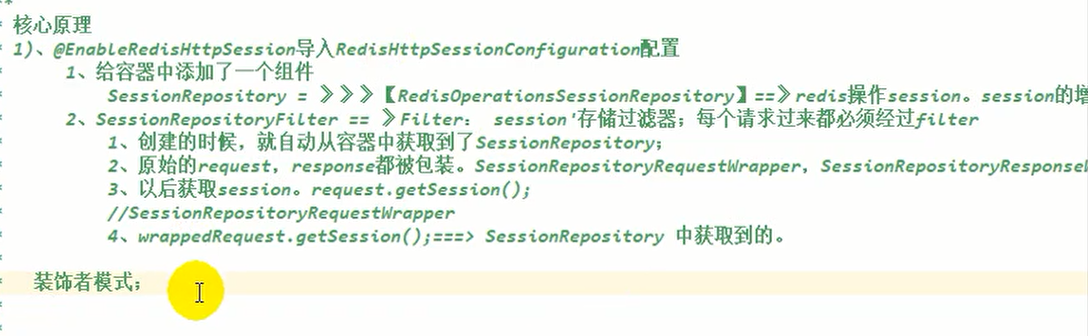 * 核心原理
* 1)、@EnableRedisHttpSession导入RedisHttpSessionConfiguration配置
* 1、给容器中添加了一个组件
* SessionRepository = 》》》【RedisOperationsSessionRepository】==》redis操作session。session的增
* 2、SessionRepositoryFilter == 》Filter： session'存储过滤器；每个请求过来都必须经过filter
* 1、创建的时候，就自动从容器中获取到了SessionRepository；
* 2、原始的request，response都被包装。SessionRepositoryRequestWrapper，SessionRepositoryResponse
* 3、以后获取session。request.getSession();
* //SessionRepositoryRequestWrapper
* 4、wrappedRequest.getSession();===> SessionRepository 中获取到的。
*
* 装饰者模式；
*